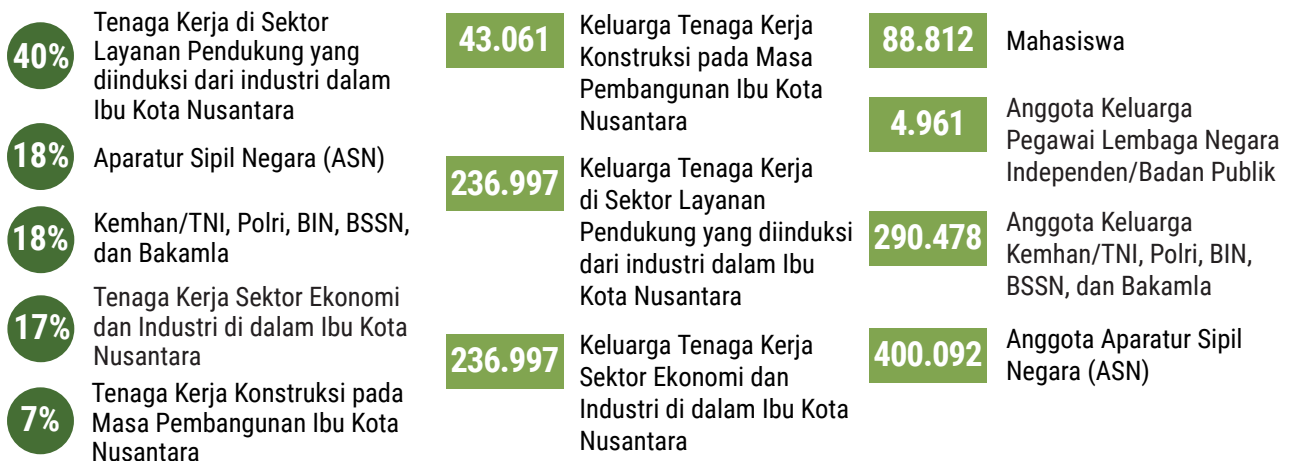 40%
Tenaga Kerja di Sektor
Layanan Pendukung yang
diinduksi dari industri dalam
Ibu Kota Nusantara
18%
Aparatur Sipil Negara (ASN)
18%
Kemhan/TNI, Polri, BIN, BSSN,
dan Bakamla
17%
Tenaga Kerja Sektor Ekonomi
dan Industri di dalam Ibu Kota
Nusantara
7%
Tenaga Kerja Konstruksi pada
Masa Pembangunan Ibu Kota
Nusantara
43.061
Keluarga Tenaga Kerja
Konstruksi pada Masa
Pembangunan Ibu Kota
Nusantara
236.997
Keluarga Tenaga Kerja
di Sektor Layanan
Pendukung yang diinduksi
dari industri dalam Ibu
Kota Nusantara
236.997
Keluarga Tenaga Kerja
Sektor Ekonomi dan
Industri di dalam Ibu Kota
Nusantara
88.812
Mahasiswa
4.961
Anggota Keluarga
Pegawai Lembaga Negara
Independen/Badan Publik
290.478
Anggota Keluarga
Kemhan/TNI, Polri, BIN,
BSSN, dan Bakamla
400.092
Anggota Aparatur Sipil
Negara (ASN)